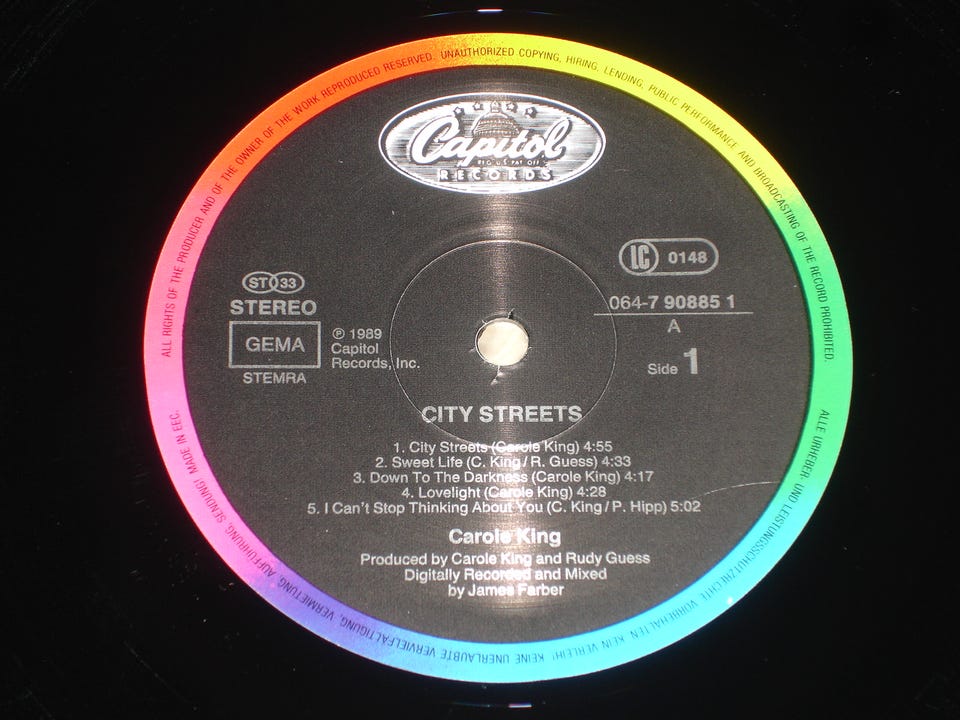 ALL RIGHTS OF THE PRODUCER AND OF THE OWNER OF THE WORK REPRODUCED RESERVED. UNAUTHORIZED COPYING, HIRING, LENDING, PUBLIC PERFORMANCE AND BROADCASTING OF THE RECORD PROHIBITED.
Capitol
REG. U.S. PAT. OFF.
RECORDS
LC 0148
ST 33
STEREO
GEMA
STEMRA
℗ 1989
Capitol
Records, Inc.
064-7 90885 1
A
Side 1
CITY STREETS
1. City Streets (Carole King) 4:55
2. Sweet Life (C. King / R. Guess) 4:33
3. Down To The Darkness (Carole King) 4:17
4. Lovelight (Carole King) 4:28
5. I Can't Stop Thinking About You (C. King / P. Hipp) 5:02
Carole King
Produced by Carole King and Rudy Guess
Digitally Recorded and Mixed
by James Farber
ALLE URHEBER- UND LEISTUNGSSCHUTZRECHTE VORBEHALTEN. KEIN VERLEIH! KEINE UNERLAUBTE VERVIELFÄLTIGUNG, VERMIETUNG, AUFFÜHRUNG, SENDUNG! MADE IN EEC.